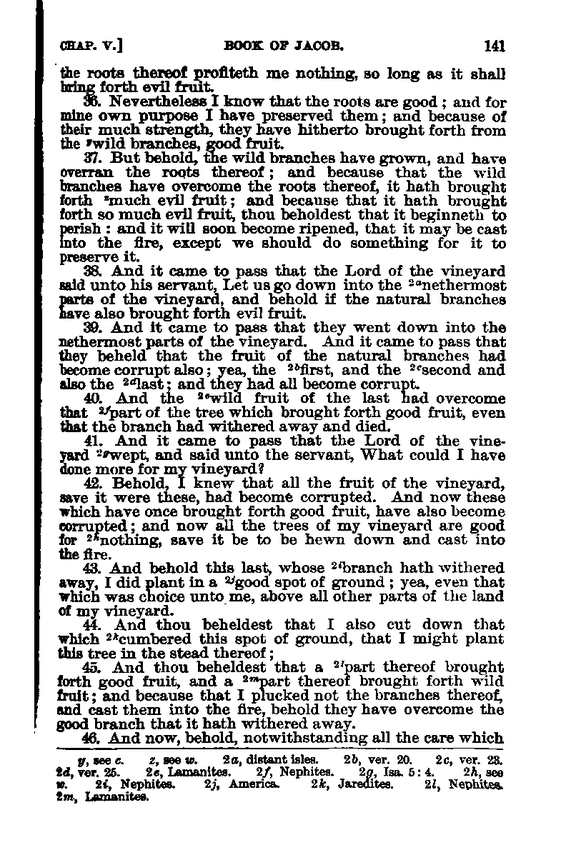 CHAP. V.] BOOK OF JACOB. 141
the roots thereof profiteth me nothing, so long as it shall
bring forth evil fruit.
36. Nevertheless I know that the roots are good ; and for
mine own purpose I have preserved them ; and because of
their much strength, they have hitherto brought forth from
the ʸwild branches, good fruit.
37. But behold, the wild branches have grown, and have
overran the roots thereof ; and because that the wild
branches have overcome the roots thereof, it hath brought
forth ᶻmuch evil fruit ; and because that it hath brought
forth so much evil fruit, thou beholdest that it beginneth to
perish : and it will soon become ripened, that it may be cast
into the fire, except we should do something for it to
preserve it.
38. And it came to pass that the Lord of the vineyard
said unto his servant, Let us go down into the ²ᵃnethermost
parts of the vineyard, and behold if the natural branches
have also brought forth evil fruit.
39. And it came to pass that they went down into the
nethermost parts of the vineyard. And it came to pass that
they beheld that the fruit of the natural branches had
become corrupt also ; yea, the ²ᵇfirst, and the ²ᶜsecond and
also the ²ᵈlast ; and they had all become corrupt.
40. And the ²ᵉwild fruit of the last had overcome
that ²ᶠpart of the tree which brought forth good fruit, even
that the branch had withered away and died.
41. And it came to pass that the Lord of the vine-
yard ²ᵍwept, and said unto the servant, What could I have
done more for my vineyard?
42. Behold, I knew that all the fruit of the vineyard,
save it were these, had become corrupted. And now these
which have once brought forth good fruit, have also become
corrupted ; and now all the trees of my vineyard are good
for ²ʰnothing, save it be to be hewn down and cast into
the fire.
43. And behold this last, whose ²ⁱbranch hath withered
away, I did plant in a ²ʲgood spot of ground ; yea, even that
which was choice unto me, above all other parts of the land
of my vineyard.
44. And thou beheldest that I also cut down that
which ²ᵏcumbered this spot of ground, that I might plant
this tree in the stead thereof ;
45. And thou beheldest that a ²ˡpart thereof brought
forth good fruit, and a ²ᵐpart thereof brought forth wild
fruit ; and because that I plucked not the branches thereof,
and cast them into the fire, behold they have overcome the
good branch that it hath withered away.
46. And now, behold, notwithstanding all the care which
y, see c. z, see w. 2a, distant isles. 2b, ver. 20. 2c, ver. 23.
2d, ver. 25. 2e, Lamanites. 2f, Nephites. 2g, Isa. 5 : 4. 2h, see
w. 2i, Nephites. 2j, America. 2k, Jaredites. 2l, Nephites.
2m, Lamanites.